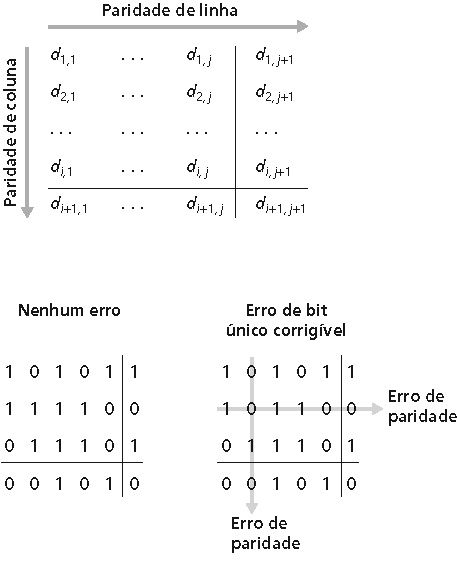 Paridade de linha
Paridade de coluna
d1,1 . . . d1, j d1, j+1
d2,1 . . . d2, j d2, j+1
. . . . . . . . . . . .
di,1 . . . di, j di, j+1
di+1,1 . . . di+1, j di+1, j+1
Nenhum erro
1 0 1 0 1 1
1 1 1 1 0 0
0 1 1 1 0 1
0 0 1 0 1 0
Erro de bit
único corrigível
1 0 1 0 1 1
1 0 1 1 0 0
0 1 1 1 0 1
0 0 1 0 1 0
Erro de
paridade
Erro de
paridade